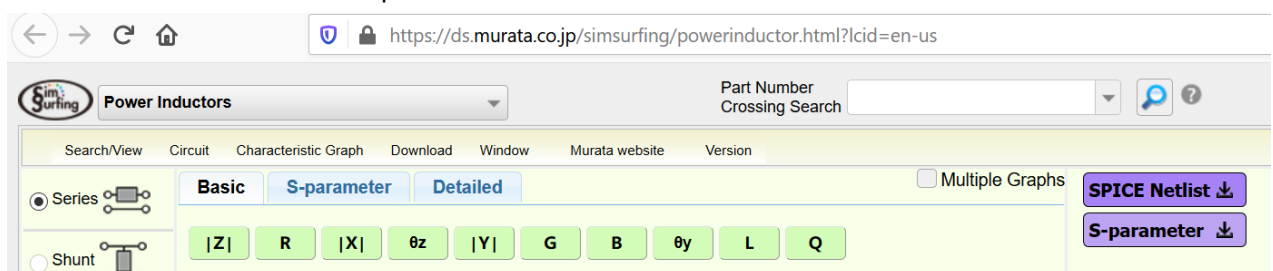 https://ds.murata.co.jp/simsurfing/powerinductor.html?lcid=en-us
Sim Surfing
Power Inductors
Part Number
Crossing Search
Search/View Circuit Characteristic Graph Download Window Murata website Version
Series
Basic S-parameter Detailed
Multiple Graphs
SPICE Netlist
S-parameter
|Z| R |X| θz |Y| G B θy L Q
Shunt